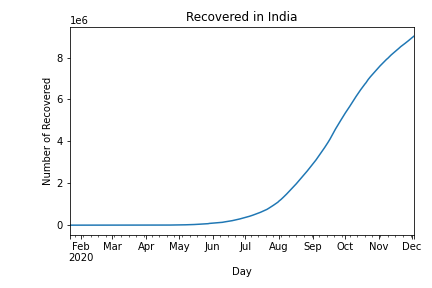 Recovered in India
1e6
8
6
4
2
0
Number of Recovered
Feb Mar Apr May Jun Jul Aug Sep Oct Nov Dec
2020
Day